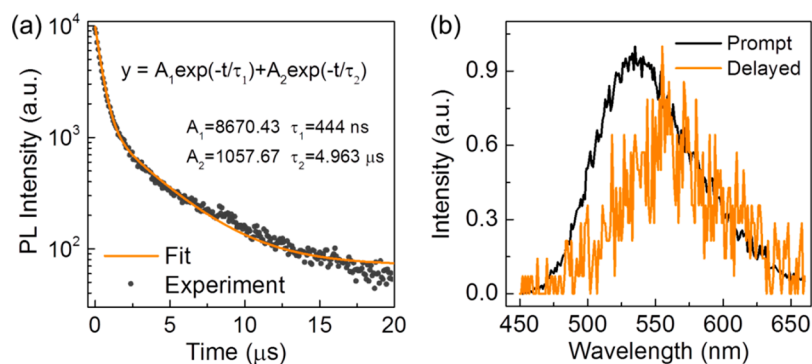 (a)
10⁴
10³
10²
PL Intensity (a.u.)
y = A₁exp(-t/τ₁)+A₂exp(-t/τ₂)
A₁=8670.43 τ₁=444 ns
A₂=1057.67 τ₂=4.963 μs
Fit
Experiment
0 5 10 15 20
Time (μs)
(b)
Prompt
Delayed
0.9
0.6
0.3
0.0
Intensity (a.u.)
450 500 550 600 650
Wavelength (nm)